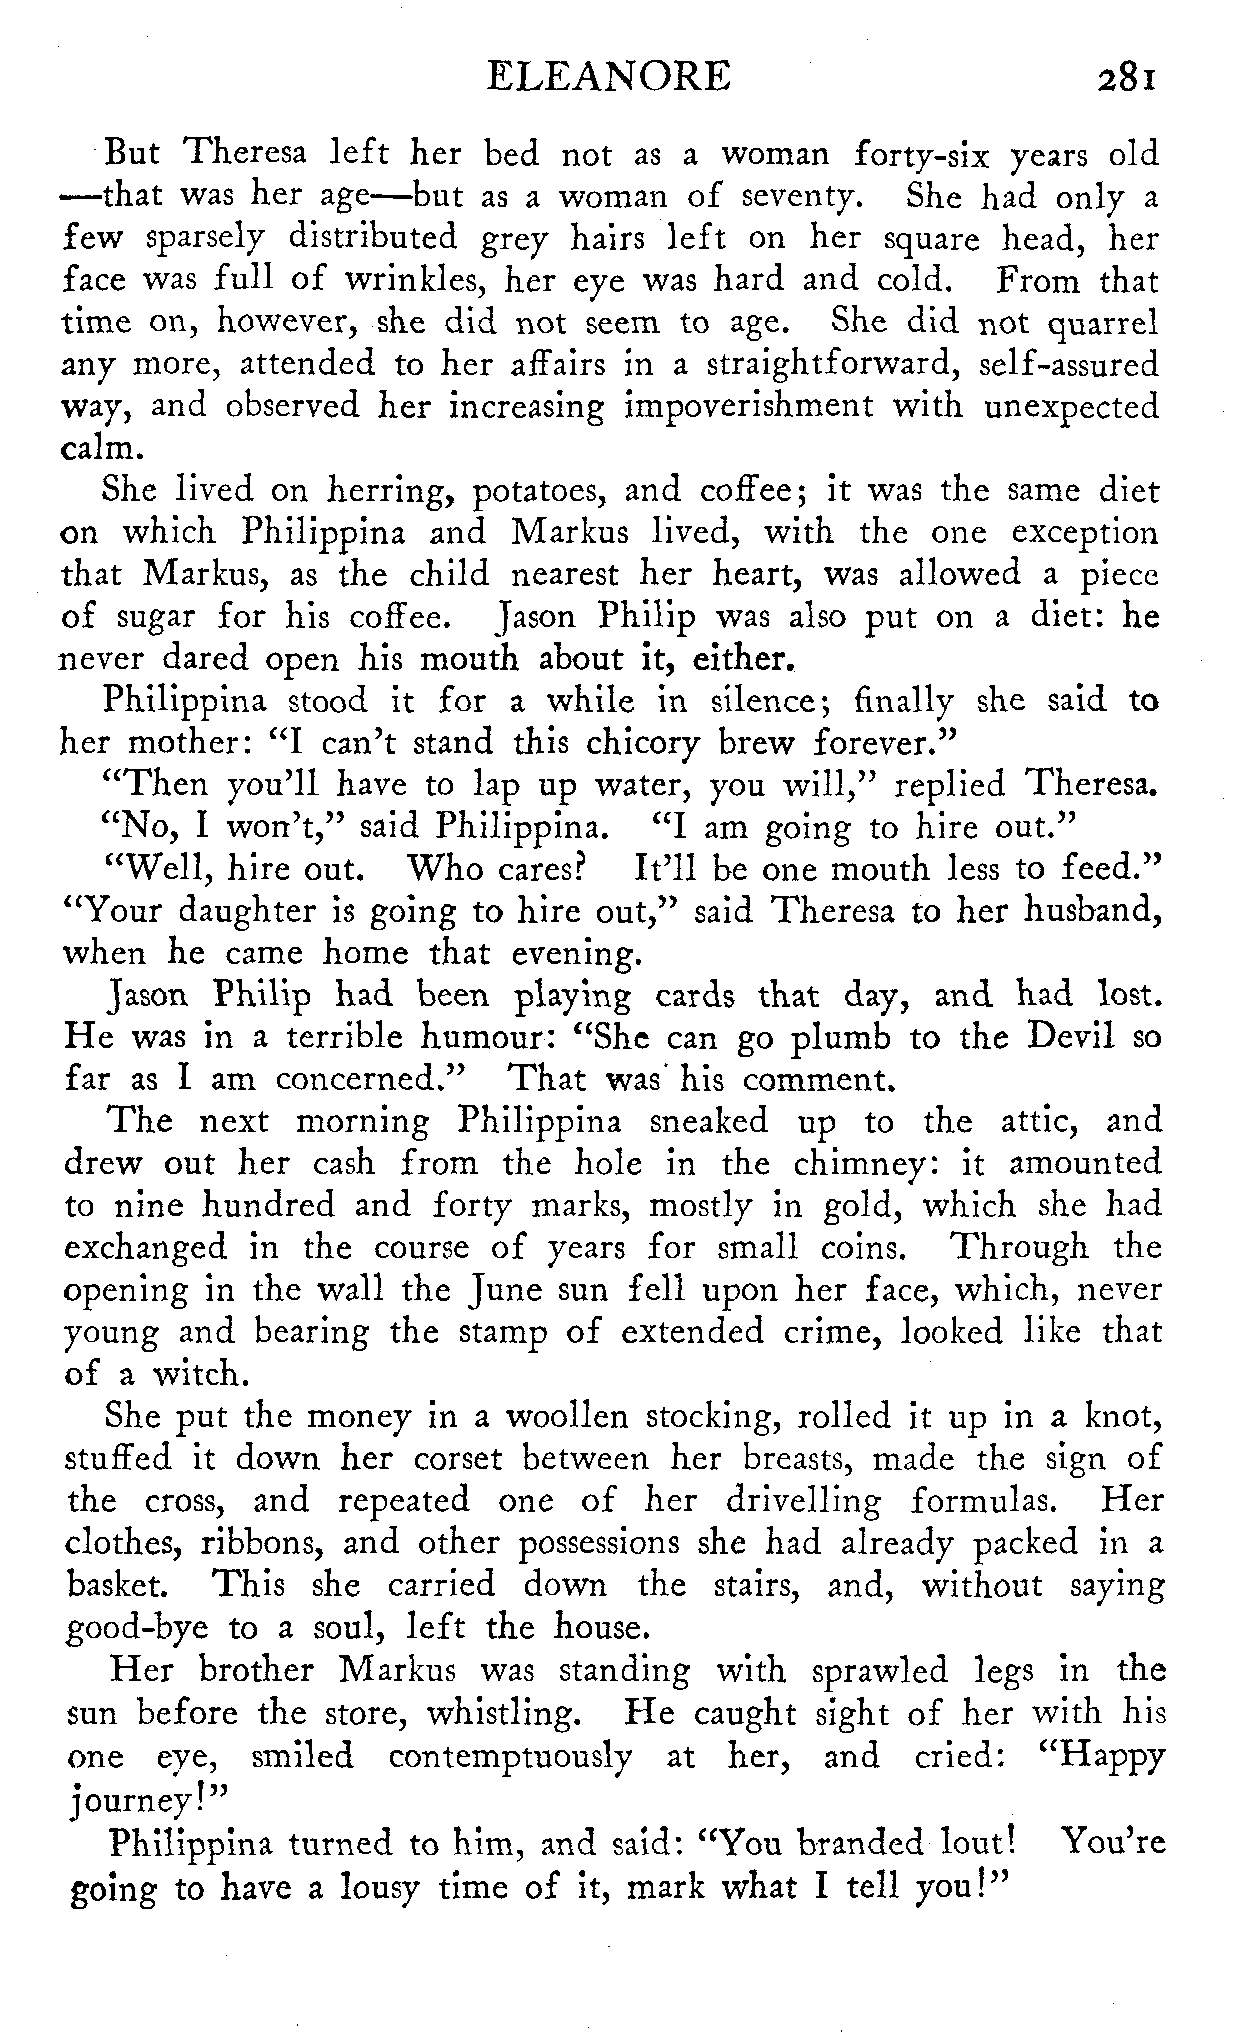 ELEANORE 281
But Theresa left her bed not as a woman forty-six years old
—that was her age—but as a woman of seventy. She had only a
few sparsely distributed grey hairs left on her square head, her
face was full of wrinkles, her eye was hard and cold. From that
time on, however, she did not seem to age. She did not quarrel
any more, attended to her affairs in a straightforward, self-assured
way, and observed her increasing impoverishment with unexpected
calm.
She lived on herring, potatoes, and coffee; it was the same diet
on which Philippina and Markus lived, with the one exception
that Markus, as the child nearest her heart, was allowed a piece
of sugar for his coffee. Jason Philip was also put on a diet: he
never dared open his mouth about it, either.
Philippina stood it for a while in silence; finally she said to
her mother: “I can’t stand this chicory brew forever.”
“Then you’ll have to lap up water, you will,” replied Theresa.
“No, I won’t,” said Philippina. “I am going to hire out.”
“Well, hire out. Who cares? It’ll be one mouth less to feed.”
“Your daughter is going to hire out,” said Theresa to her husband,
when he came home that evening.
Jason Philip had been playing cards that day, and had lost.
He was in a terrible humour: “She can go plumb to the Devil so
far as I am concerned.” That was his comment.
The next morning Philippina sneaked up to the attic, and
drew out her cash from the hole in the chimney: it amounted
to nine hundred and forty marks, mostly in gold, which she had
exchanged in the course of years for small coins. Through the
opening in the wall the June sun fell upon her face, which, never
young and bearing the stamp of extended crime, looked like that
of a witch.
She put the money in a woollen stocking, rolled it up in a knot,
stuffed it down her corset between her breasts, made the sign of
the cross, and repeated one of her drivelling formulas. Her
clothes, ribbons, and other possessions she had already packed in a
basket. This she carried down the stairs, and, without saying
good-bye to a soul, left the house.
Her brother Markus was standing with sprawled legs in the
sun before the store, whistling. He caught sight of her with his
one eye, smiled contemptuously at her, and cried: “Happy
journey!”
Philippina turned to him, and said: “You branded lout! You’re
going to have a lousy time of it, mark what I tell you!”